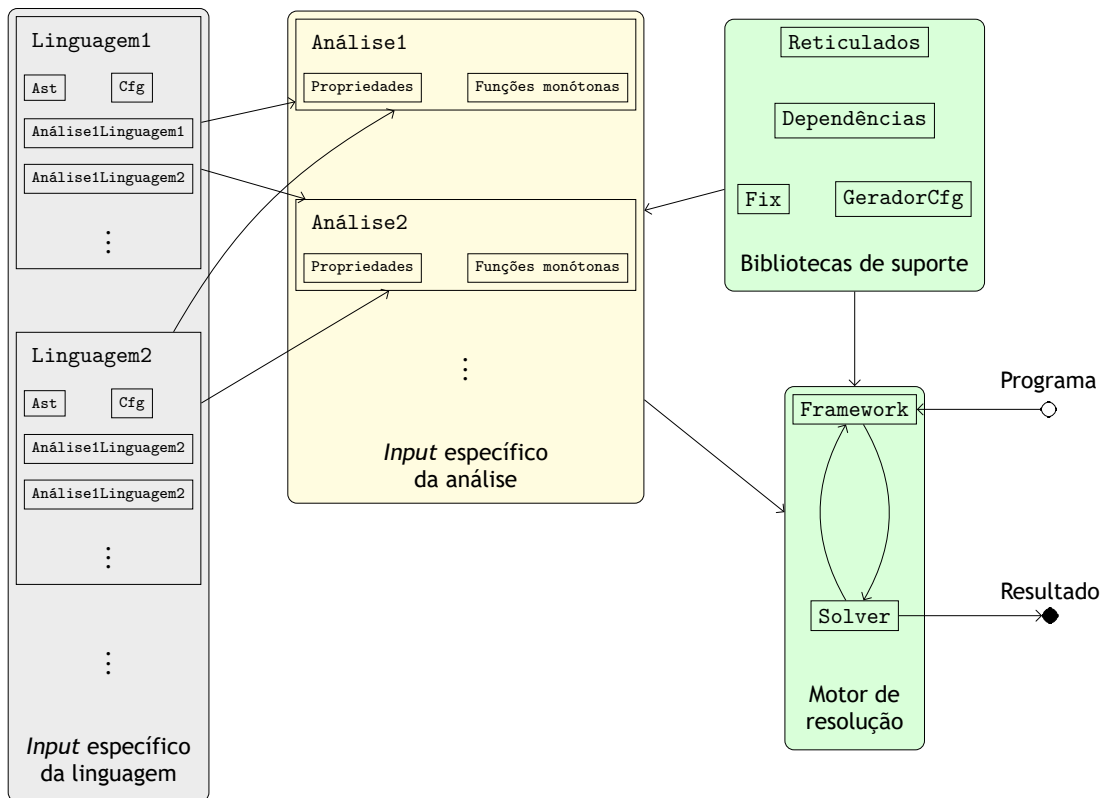 Linguagem1
Ast
Cfg
Análise1Linguagem1
Análise1Linguagem2
⋮
Linguagem2
Ast
Cfg
Análise1Linguagem2
Análise1Linguagem2
⋮
⋮
Input específico
da linguagem
Análise1
Propriedades
Funções monótonas
Análise2
Propriedades
Funções monótonas
⋮
Input específico
da análise
Reticulados
Dependências
Fix
GeradorCfg
Bibliotecas de suporte
Framework
Programa
Solver
Resultado
Motor de
resolução